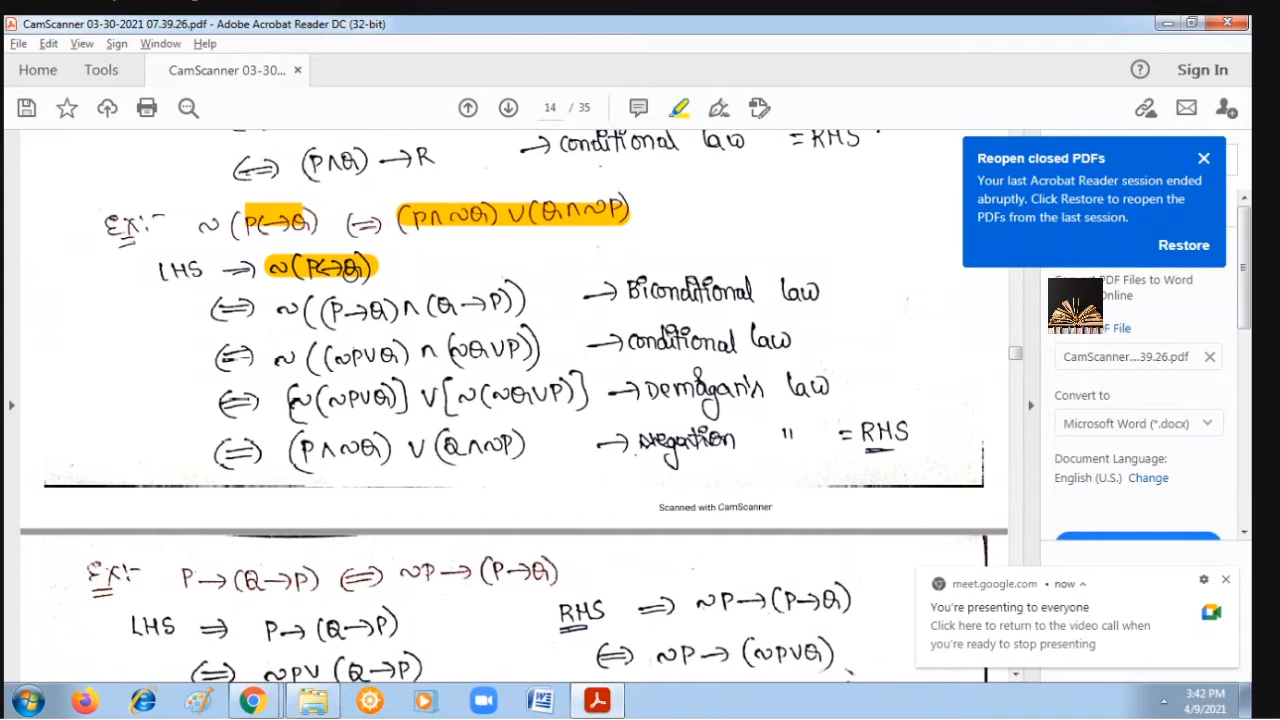 CamScanner 03-30-2021 07.39.26.pdf - Adobe Acrobat Reader DC (32-bit)
File Edit View Sign Window Help
Home Tools CamScanner 03-30... × Sign In
14 / 35
⟺ (P∧Q)→R → conditional law = RHS.
Reopen closed PDFs
Your last Acrobat Reader session ended
abruptly. Click Restore to reopen the
PDFs from the last session.
Restore
Ex:- ~(P↔Q) ⟺ (P∧~Q) ∨ (Q∧~P)
LHS ⟹ ~(P↔Q)
⟺ ~((P→Q)∧(Q→P)) → Biconditional law
⟺ ~((~P∨Q) ∧ (~Q∨P)) → conditional law
⟺ [~(~P∨Q)] ∨ [~(~Q∨P)] → Demogan's law
⟺ (P∧~Q) ∨ (Q∧~P) → Negation " = RHS
Scanned with CamScanner
Ex:- P→(Q→P) ⟺ ~P→(P→Q)
LHS ⟹ P→(Q→P)
⟺ ~P∨(Q→P)
RHS ⟹ ~P→(P→Q)
⟺ ~P→(~P∨Q)
Convert PDF Files to Word
Online
File
CamScanner....39.26.pdf ×
Convert to
Microsoft Word (*.docx)
Document Language:
English (U.S.) Change
meet.google.com • now
You're presenting to everyone
Click here to return to the video call when
you're ready to stop presenting
3:42 PM
4/9/2021